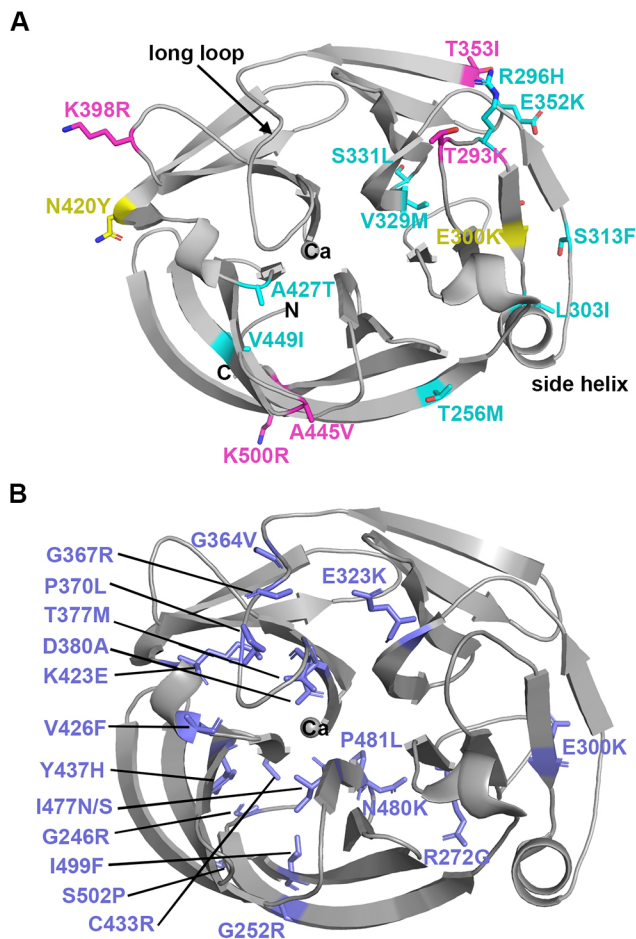 A
long loop
T353I
R296H
E352K
K398R
T293K
S331L
N420Y
V329M
E300K
S313F
Ca
A427T
N
L303I
V449I
C
side helix
T256M
A445V
K500R
B
G364V
G367R
E323K
P370L
T377M
D380A
K423E
Ca
V426F
P481L
E300K
Y437H
I477N/S
N480K
G246R
R272G
I499F
S502P
C433R
G252R